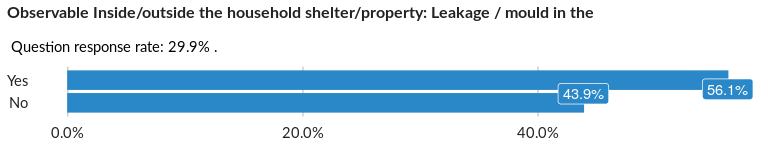 Observable Inside/outside the household shelter/property: Leakage / mould in the
Question response rate: 29.9% .
Yes
56.1%
No
43.9%
0.0% 20.0% 40.0%